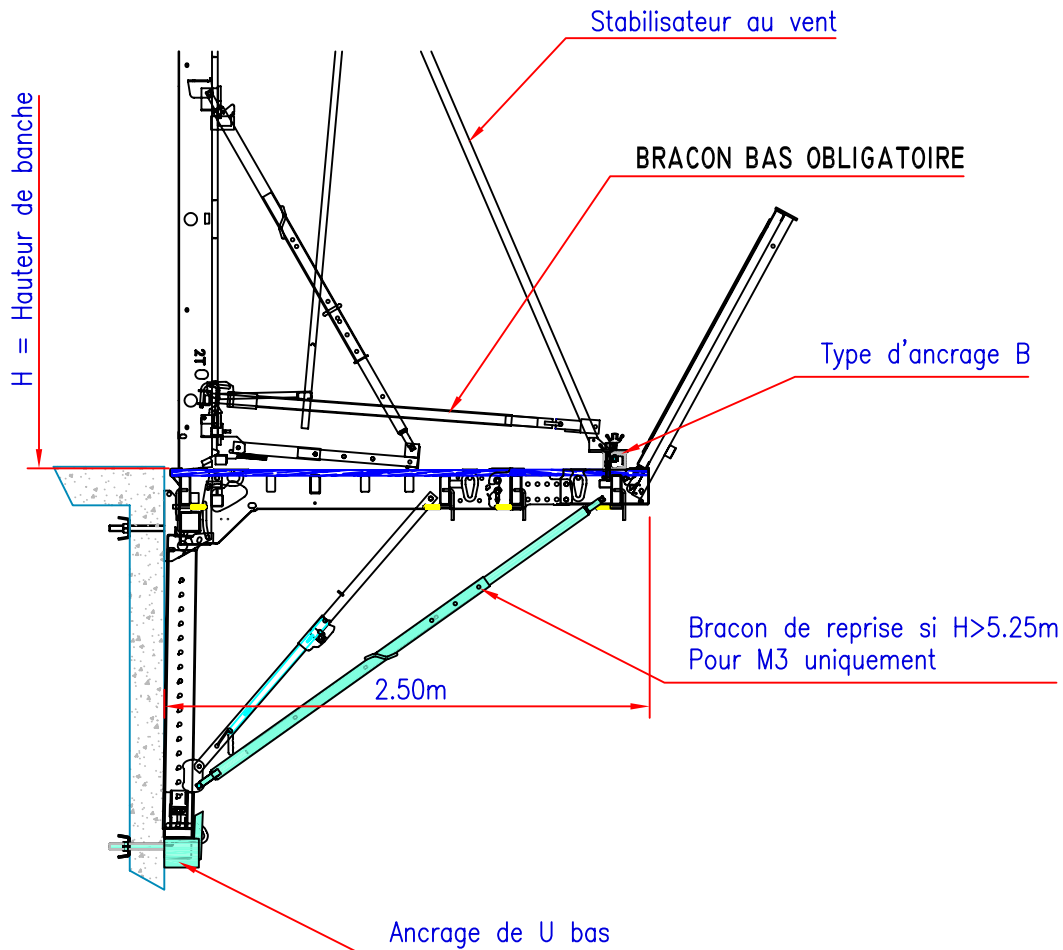 Stabilisateur au vent
BRACON BAS OBLIGATOIRE
H = Hauteur de banche
2T
Type d'ancrage B
Bracon de reprise si H>5.25m
Pour M3 uniquement
2.50m
Ancrage de U bas